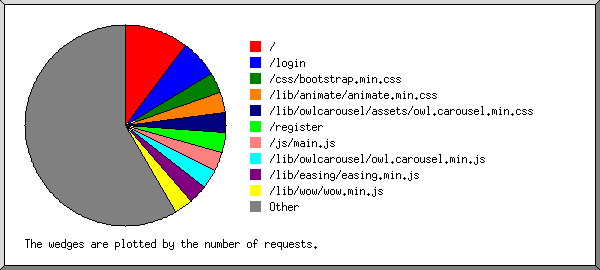 /
/login
/css/bootstrap.min.css
/lib/animate/animate.min.css
/lib/owlcarousel/assets/owl.carousel.min.css
/register
/js/main.js
/lib/owlcarousel/owl.carousel.min.js
/lib/easing/easing.min.js
/lib/wow/wow.min.js
Other
The wedges are plotted by the number of requests.